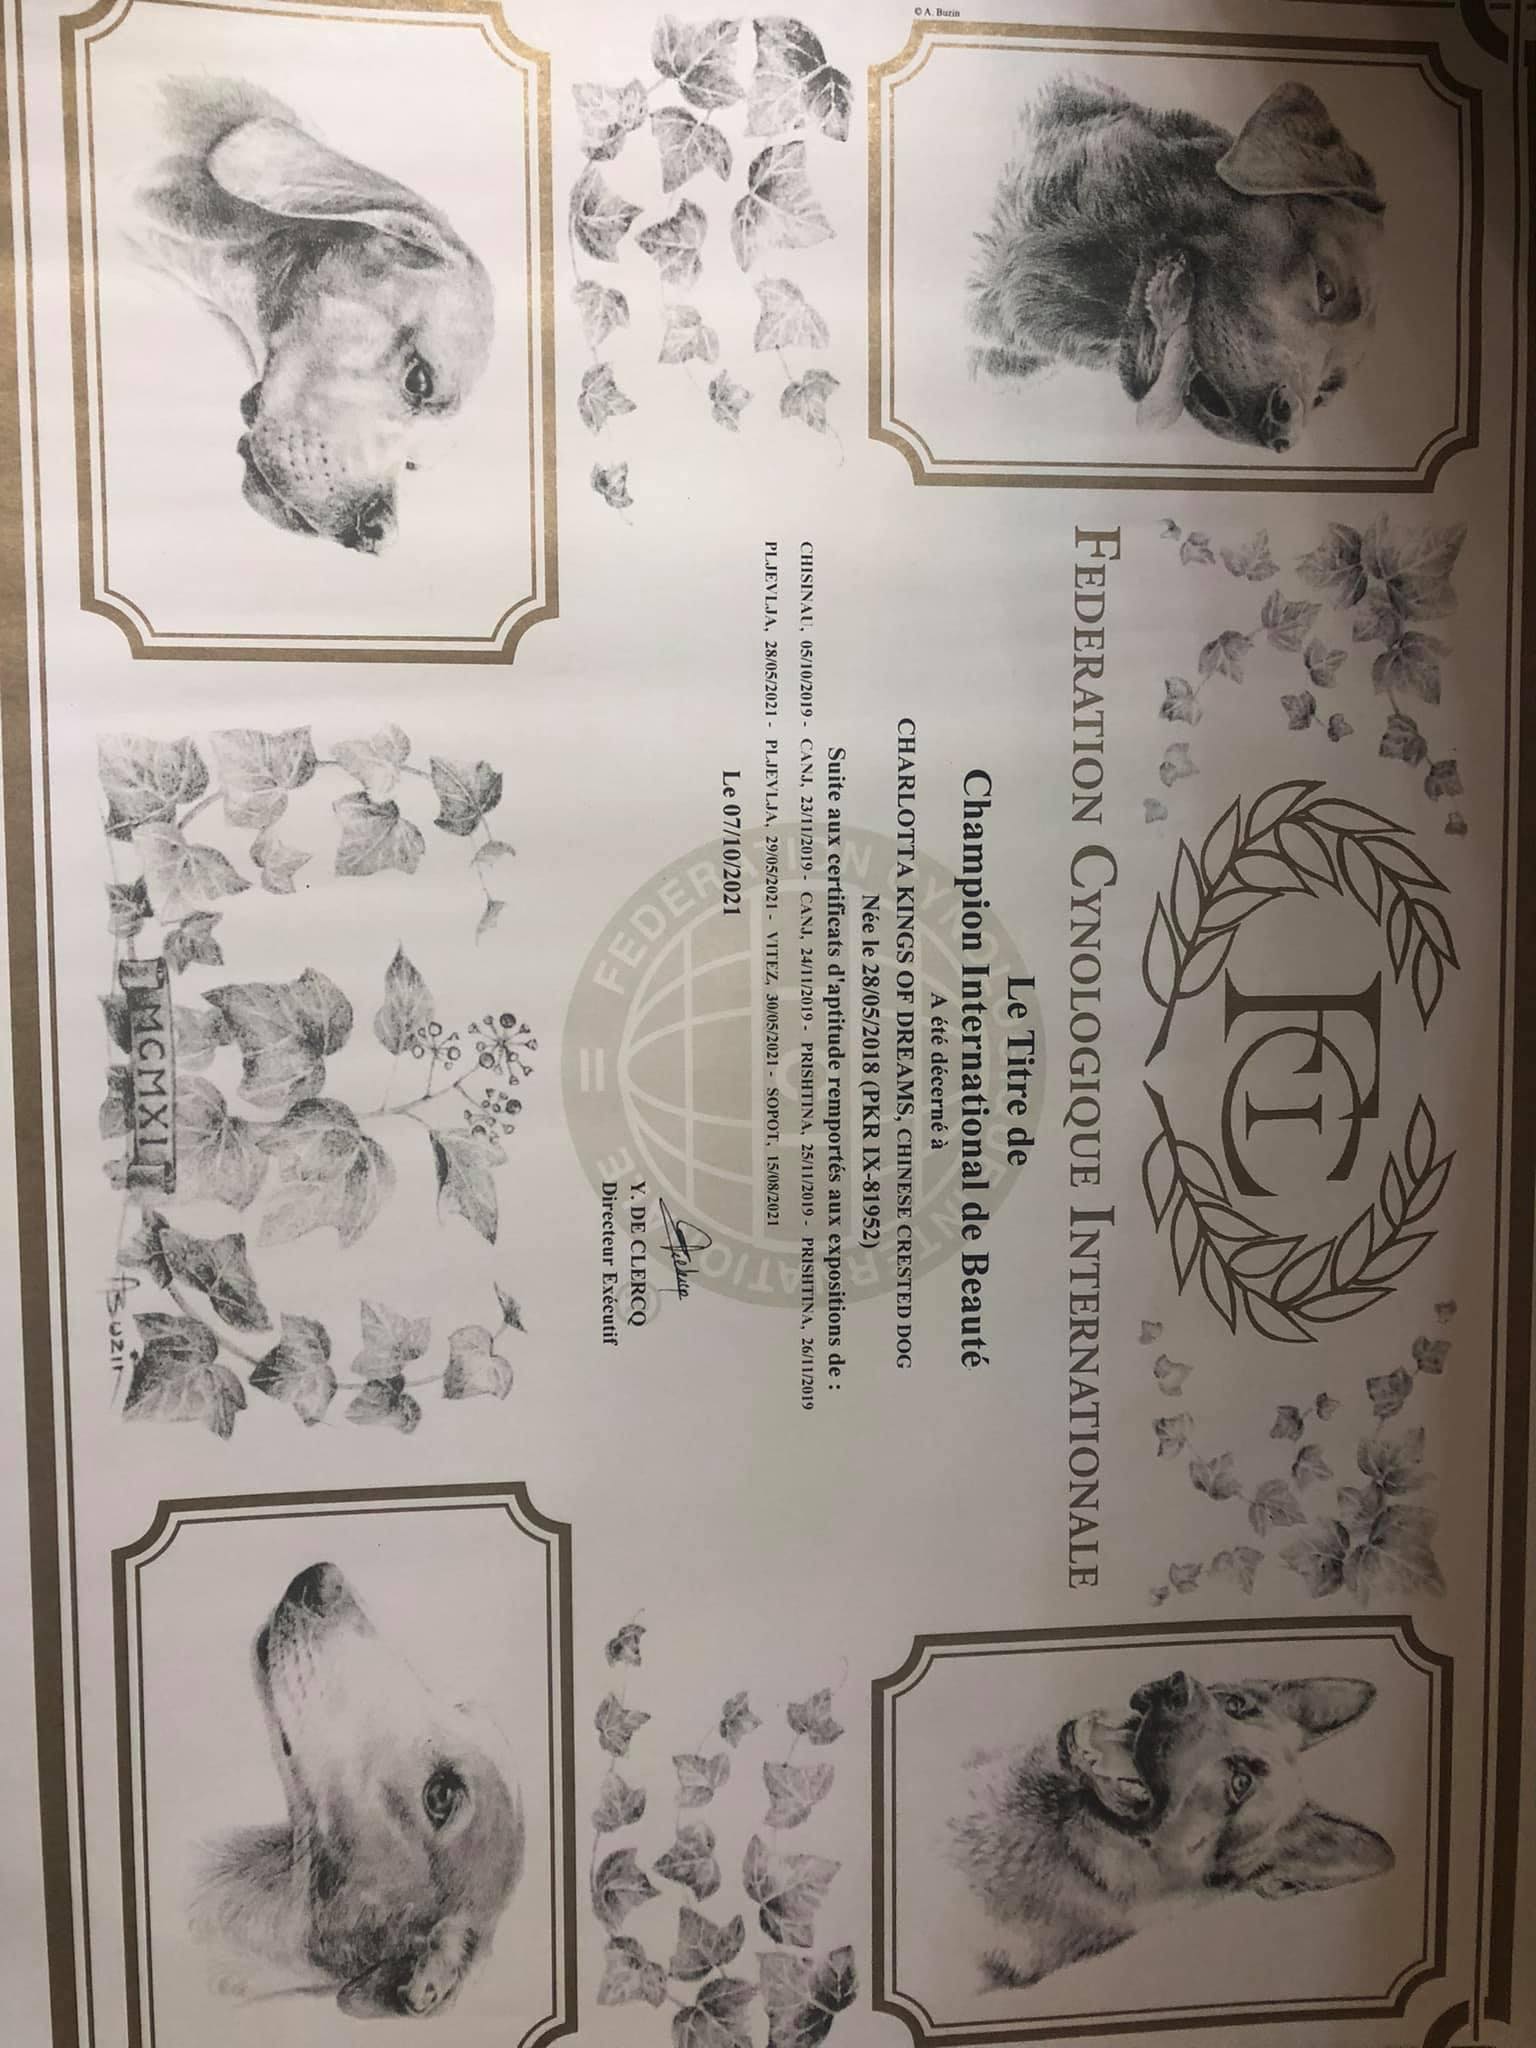 FCI
FEDERATION CYNOLOGIQUE INTERNATIONALE
Le Titre de
Champion International de Beauté
A été décerné à
CHARLOTTA KINGS OF DREAMS, CHINESE CRESTED DOG
Née le 28/05/2018 (PKR IX-81952)
Suite aux certificats d'aptitude remportés aux expositions de :
CHISINAU, 05/10/2019 - CANJ, 23/11/2019 - CANJ, 24/11/2019 - PRISHTINA, 25/11/2019 - PRISHTINA, 26/11/2019
PLJEVLJA, 28/05/2021 - PLJEVLJA, 29/05/2021 - VITEZ, 30/05/2021 - SOPOT, 15/08/2021
Le 07/10/2021
Y. DE CLERCQ
Directeur Exécutif
FEDERATION CYNOLOGIQUE INTERNATIONALE
FCI
®
© A. Buzin
MCMXI
ABuzin